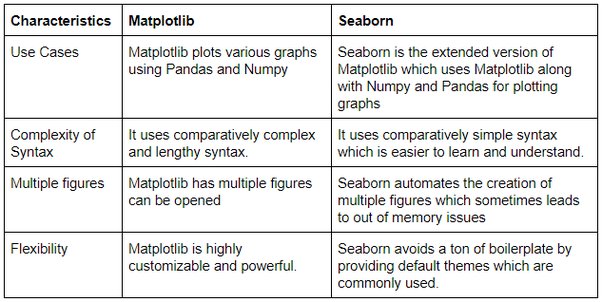 Characteristics Matplotlib Seaborn
Use Cases Matplotlib plots various graphs Seaborn is the extended version of
using Pandas and Numpy Matplotlib which uses Matplotlib along
with Numpy and Pandas for plotting
graphs
Complexity of It uses comparatively complex It uses comparatively simple syntax
Syntax and lengthy syntax. which is easier to learn and understand.
Multiple figures Matplotlib has multiple figures Seaborn automates the creation of
can be opened multiple figures which sometimes leads
to out of memory issues
Flexibility Matplotlib is highly Seaborn avoids a ton of boilerplate by
customizable and powerful. providing default themes which are
commonly used.